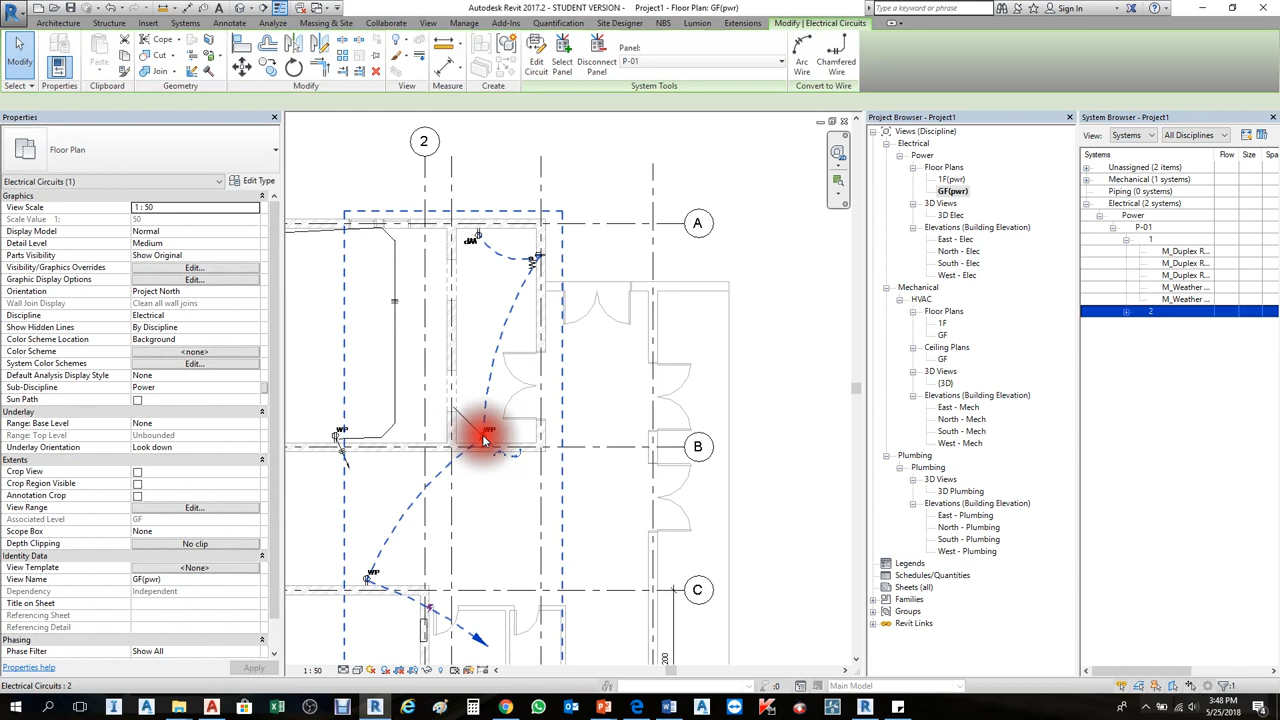 Autodesk Revit 2017.2 - STUDENT VERSION - Project1 - Floor Plan: GF(pwr)
Type a keyword or phrase
Sign In
Architecture Structure Insert Systems Annotate Analyze Massing & Site Collaborate View Manage Add-Ins Quantification Site Designer NBS Lumion Extensions Modify | Electrical Circuits
Modify
Paste
Cope
Cut
Join
Edit Circuit
Select Panel
Disconnect Panel
Panel:
P-01
Arc Wire
Chamfered Wire
Select Properties Clipboard Geometry Modify View Measure Create System Tools Convert to Wire
Properties
Floor Plan
Electrical Circuits (1)
Edit Type
Graphics
View Scale 1 : 50
Scale Value 1: 50
Display Model Normal
Detail Level Medium
Parts Visibility Show Original
Visibility/Graphics Overrides Edit...
Graphic Display Options Edit...
Orientation Project North
Wall Join Display Clean all wall joins
Discipline Electrical
Show Hidden Lines By Discipline
Color Scheme Location Background
Color Scheme <none>
System Color Schemes Edit...
Default Analysis Display Style None
Sub-Discipline Power
Sun Path
Underlay
Range: Base Level None
Range: Top Level Unbounded
Underlay Orientation Look down
Extents
Crop View
Crop Region Visible
Annotation Crop
View Range Edit...
Associated Level GF
Scope Box None
Depth Clipping No clip
Identity Data
View Template <None>
View Name GF(pwr)
Dependency Independent
Title on Sheet
Referencing Sheet
Referencing Detail
Phasing
Phase Filter Show All
Properties help
Apply
2
A
WP
WP
WP
WP
B
WP
C
200
1 : 50
Project Browser - Project1
Views (Discipline)
Electrical
Power
Floor Plans
1F(pwr)
GF(pwr)
3D Views
3D Elec
Elevations (Building Elevation)
East - Elec
North - Elec
South - Elec
West - Elec
Mechanical
HVAC
Floor Plans
1F
GF
Ceiling Plans
GF
3D Views
{3D}
Elevations (Building Elevation)
East - Mech
North - Mech
South - Mech
West - Mech
Plumbing
Plumbing
3D Views
3D Plumbing
Elevations (Building Elevation)
East - Plumbing
North - Plumbing
South - Plumbing
West - Plumbing
Legends
Schedules/Quantities
Sheets (all)
Families
Groups
Revit Links
System Browser - Project1
View: Systems All Disciplines
Systems Flow Size Spa
Unassigned (2 items)
Mechanical (1 systems)
Piping (0 systems)
Electrical (2 systems)
Power
P-01
1
M_Duplex R...
M_Duplex R...
M_Duplex R...
M_Weather ...
M_Weather ...
2
Electrical Circuits : 2
:0
Main Model
:1
3:48 PM
5/25/2018